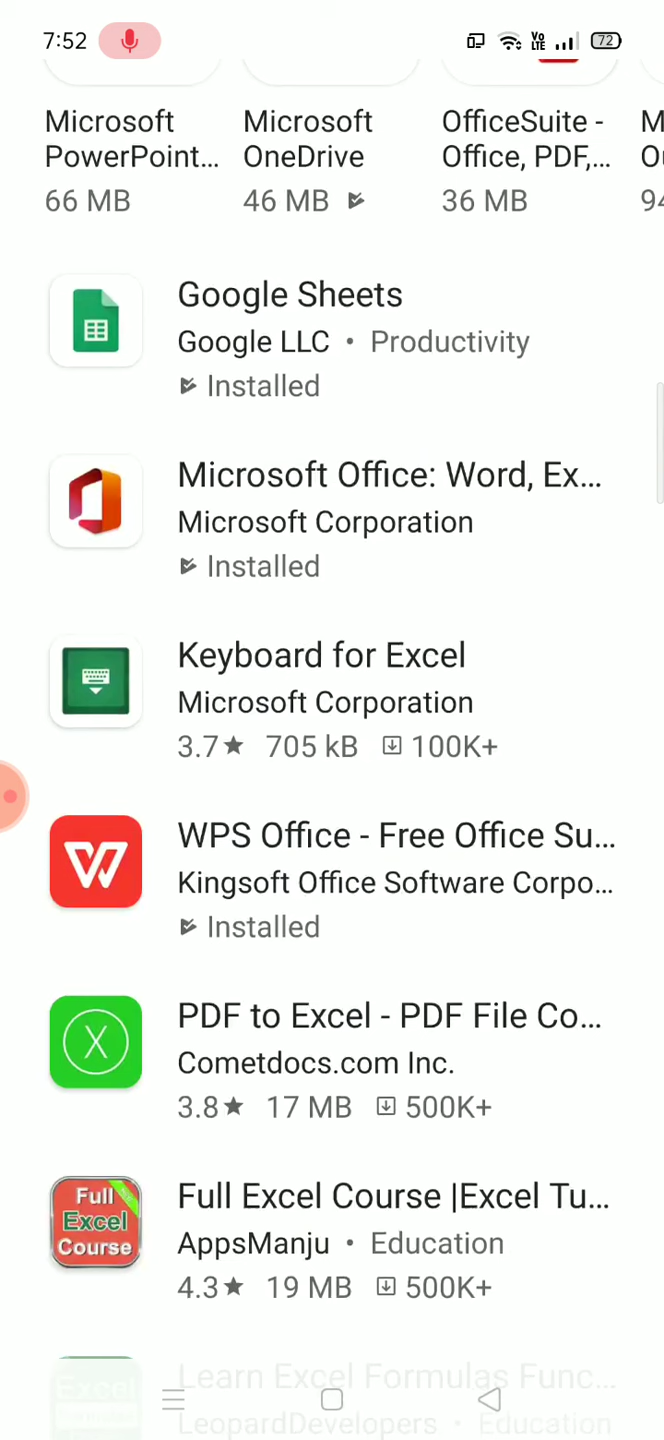 7:52
Vo LTE
72
Microsoft PowerPoint...
66 MB
Microsoft OneDrive
46 MB
OfficeSuite - Office, PDF,...
36 MB
Google Sheets
Google LLC • Productivity
Installed
Microsoft Office: Word, Ex...
Microsoft Corporation
Installed
Keyboard for Excel
Microsoft Corporation
3.7★ 705 kB 100K+
WPS Office - Free Office Su...
Kingsoft Office Software Corpo...
Installed
PDF to Excel - PDF File Co...
Cometdocs.com Inc.
3.8★ 17 MB 500K+
Full Excel Course
Full Excel Course |Excel Tu...
AppsManju • Education
4.3★ 19 MB 500K+
Learn Excel Formulas Func...
LeopardDevelopers • Education